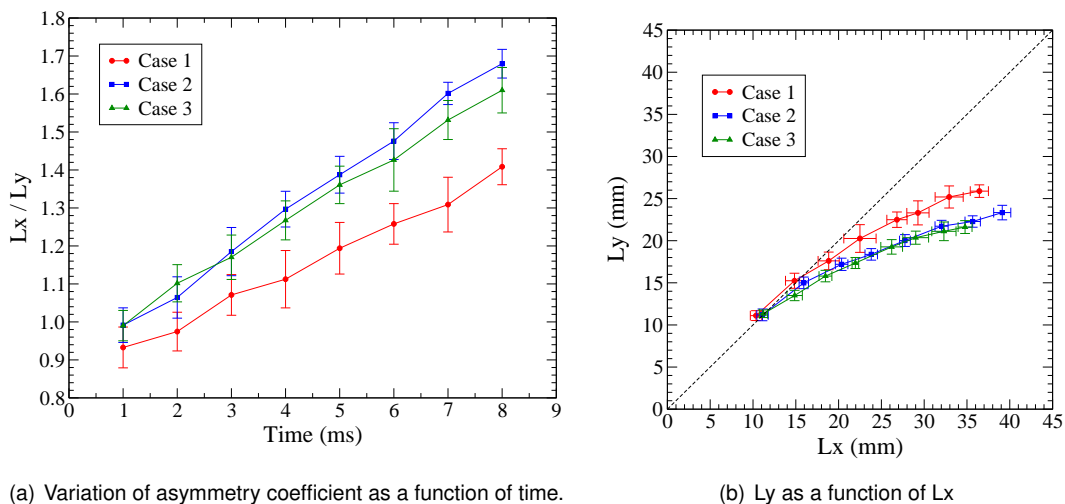 1.8
1.7
1.6
1.5
1.4
1.3
1.2
1.1
1
0.9
0.8
Lx / Ly
Case 1
Case 2
Case 3
0 1 2 3 4 5 6 7 8 9
Time (ms)
(a) Variation of asymmetry coefficient as a function of time.
45
40
35
30
25
20
15
10
5
0
Ly (mm)
Case 1
Case 2
Case 3
0 5 10 15 20 25 30 35 40 45
Lx (mm)
(b) Ly as a function of Lx